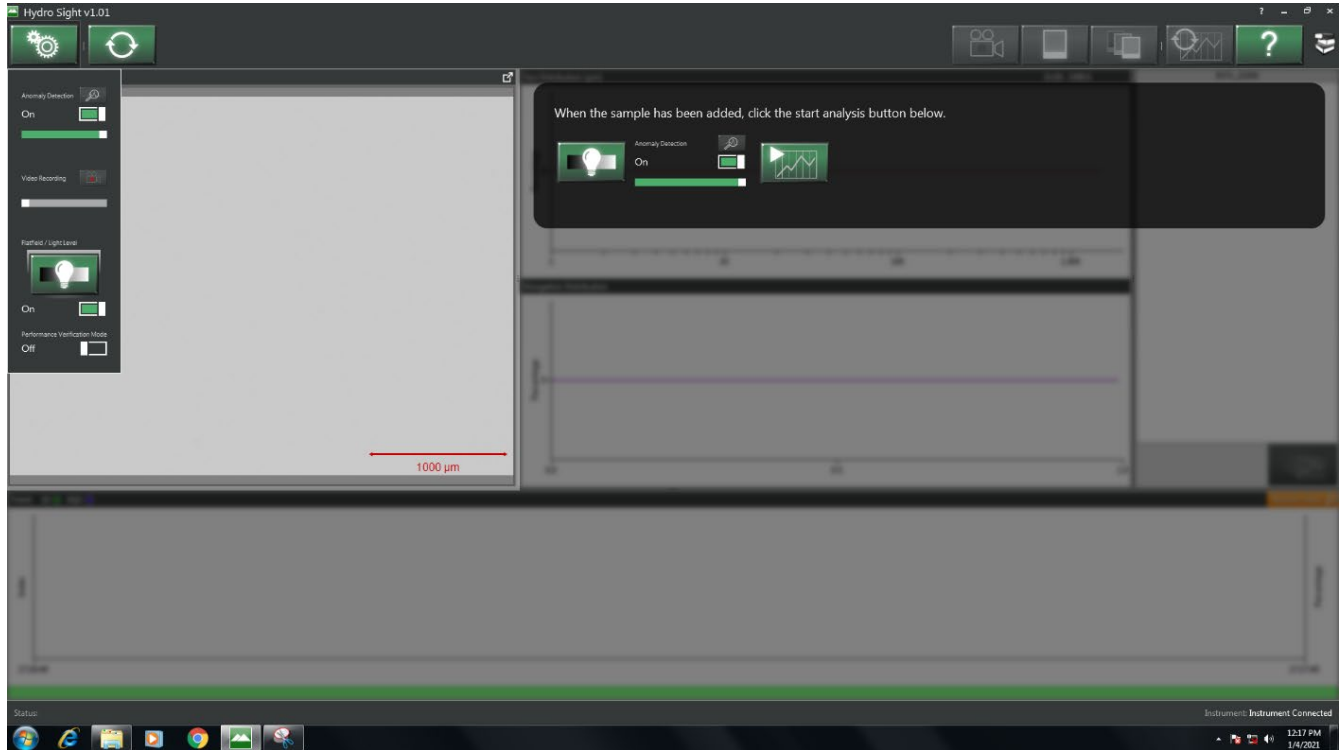 Hydro Sight v1.01
?
Anomaly Detection
On
Video Recording
Flatfield / Light Level
On
Performance Verification Mode
Off
1000 µm
When the sample has been added, click the start analysis button below.
Anomaly Detection
On
Percentage
Status:
Instrument: Instrument Connected
12:17 PM
1/4/2021